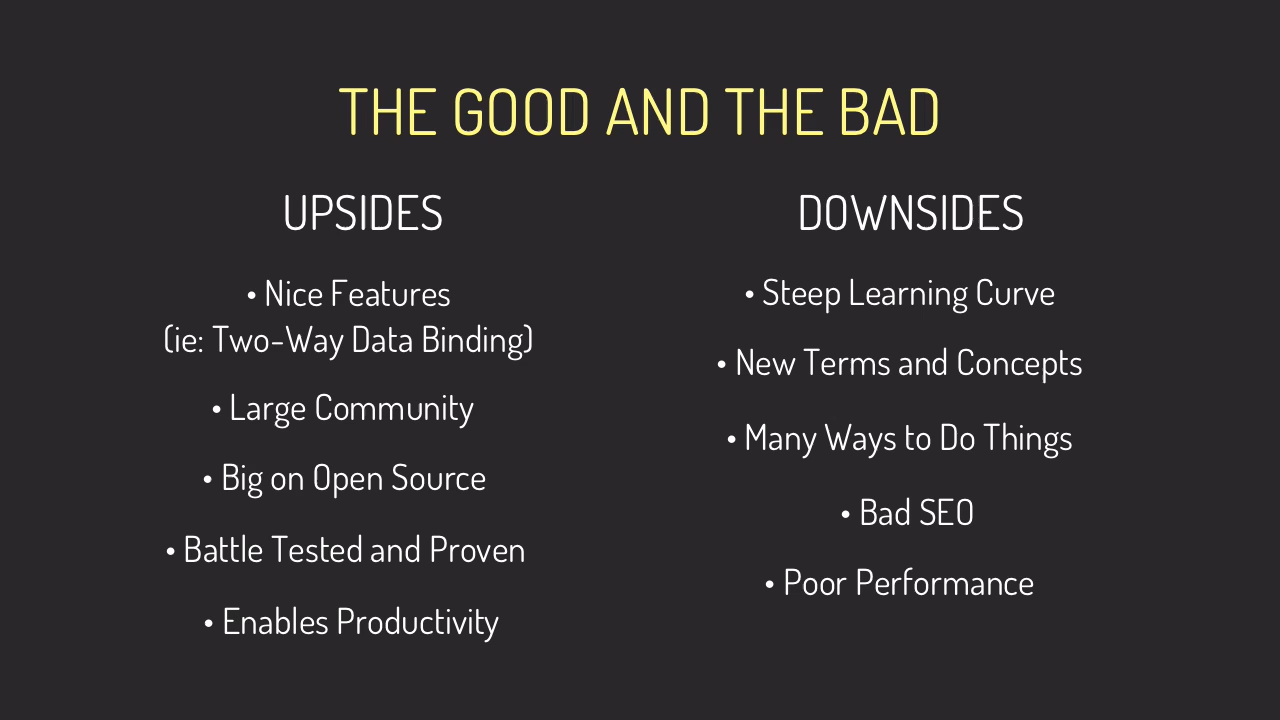 THE GOOD AND THE BAD
UPSIDES
• Nice Features
(ie: Two-Way Data Binding)
• Large Community
• Big on Open Source
• Battle Tested and Proven
• Enables Productivity
DOWNSIDES
• Steep Learning Curve
• New Terms and Concepts
• Many Ways to Do Things
• Bad SEO
• Poor Performance